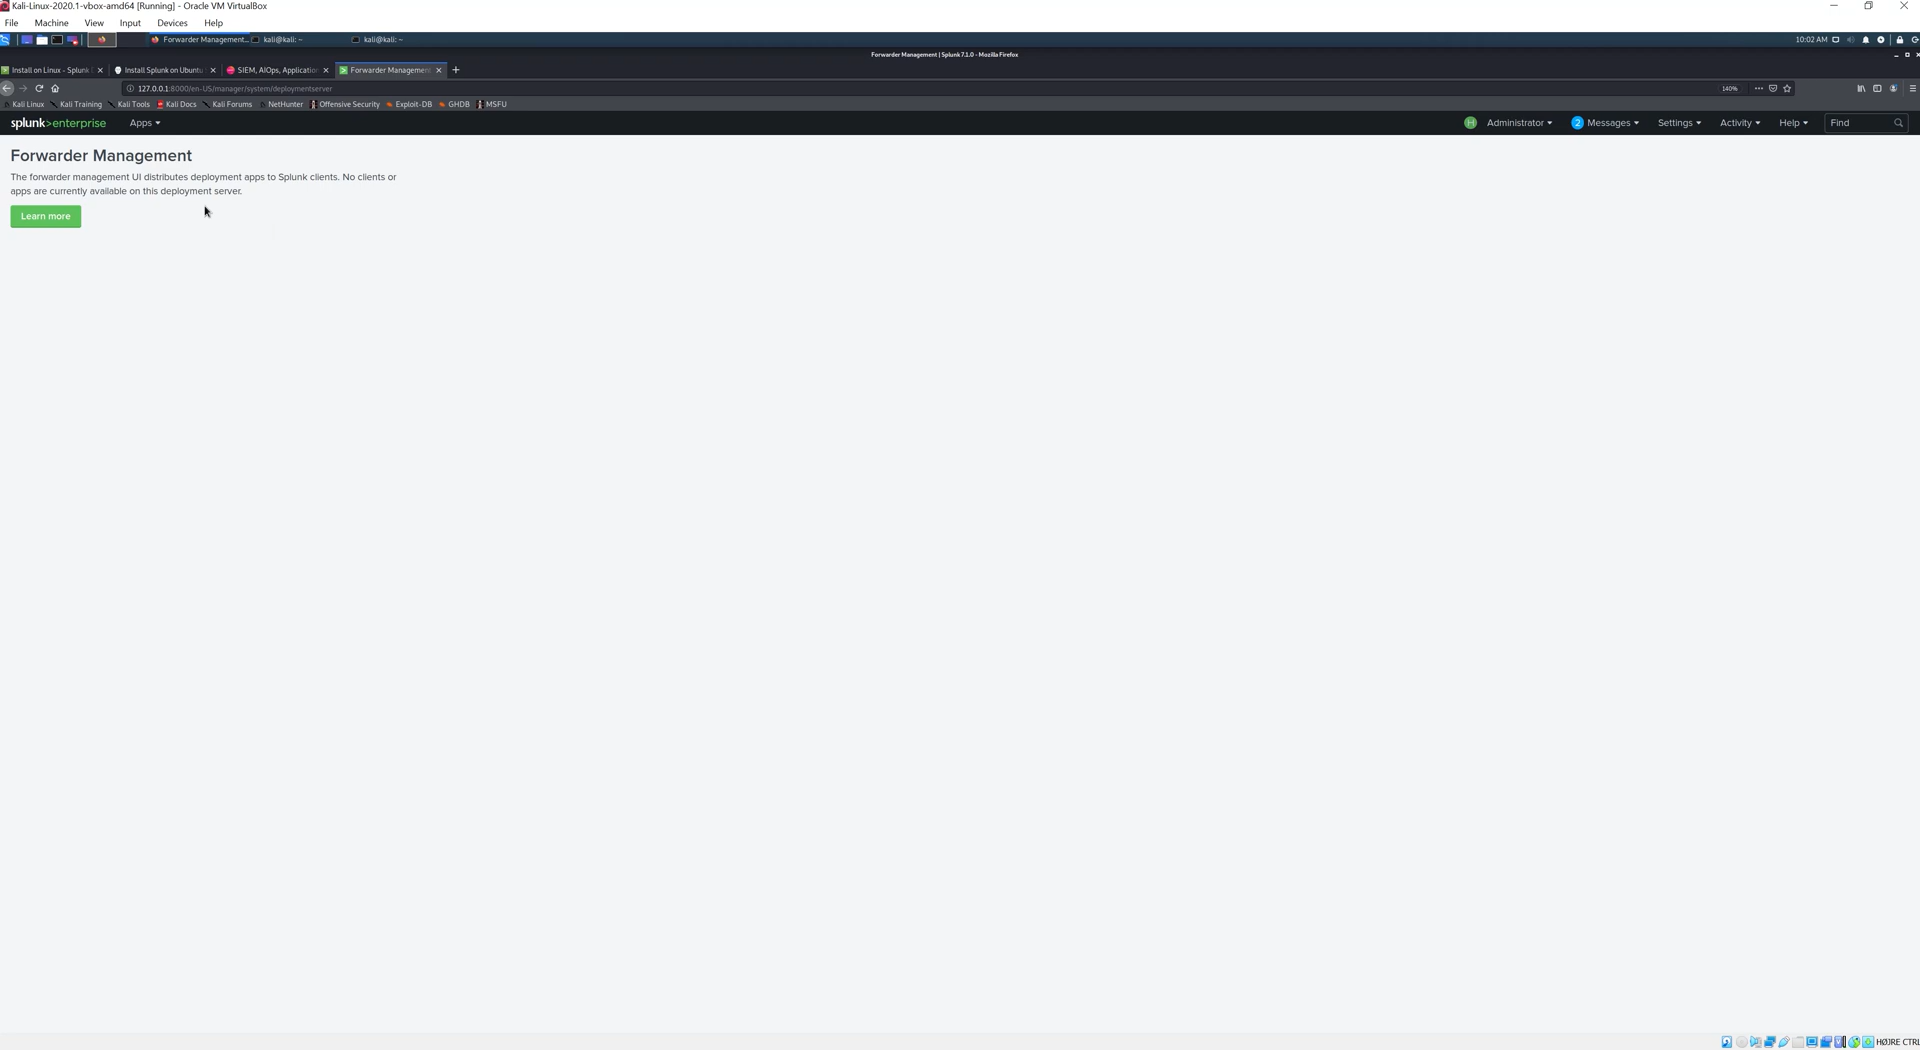 Kali-Linux-2020.1-vbox-amd64 [Running] - Oracle VM VirtualBox
File Machine View Input Devices Help
Forwarder Management... kali@kali: ~ kali@kali: ~ 10:02 AM
Forwarder Management | Splunk 7.1.0 - Mozilla Firefox
Install on Linux - Splunk Install Splunk on Ubuntu SIEM, AIOps, Application Forwarder Management
127.0.0.1:8000/en-US/manager/system/deploymentserver 140%
Kali Linux Kali Training Kali Tools Kali Docs Kali Forums NetHunter Offensive Security Exploit-DB GHDB MSFU
splunk>enterprise Apps Administrator 2 Messages Settings Activity Help Find
Forwarder Management
The forwarder management UI distributes deployment apps to Splunk clients. No clients or
apps are currently available on this deployment server.
Learn more
HØJRE CTRL